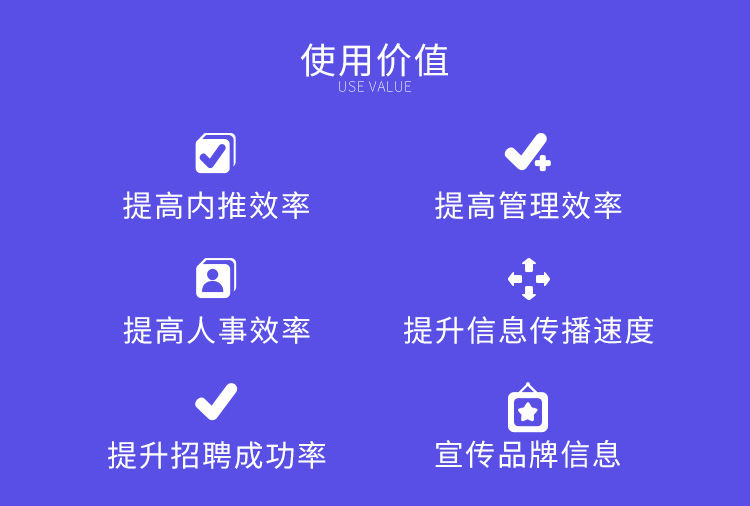 使用价值
USE VALUE
提高内推效率
提高管理效率
提高人事效率
提升信息传播速度
提升招聘成功率
宣传品牌信息